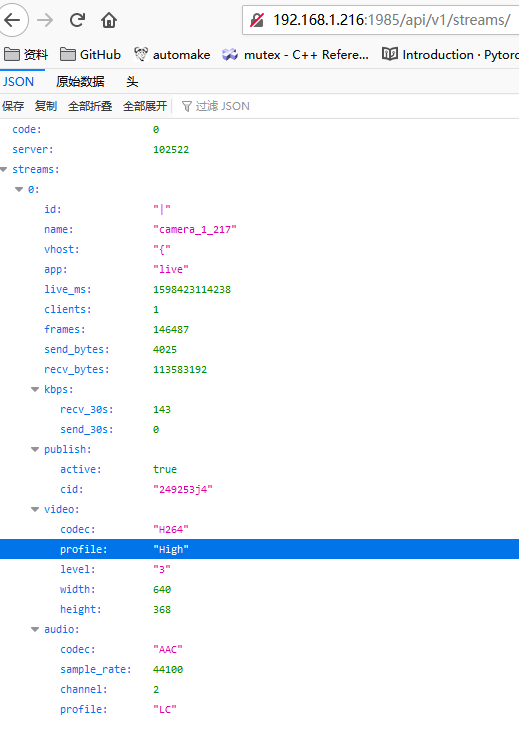 192.168.1.216:1985/api/v1/streams/
资料 GitHub automake mutex - C++ Refere... Introduction · Pytorc
JSON 原始数据 头
保存 复制 全部折叠 全部展开 过滤 JSON
code: 0
server: 102522
streams:
0:
id: "|"
name: "camera_1_217"
vhost: "{"
app: "live"
live_ms: 1598423114238
clients: 1
frames: 146487
send_bytes: 4025
recv_bytes: 113583192
kbps:
recv_30s: 143
send_30s: 0
publish:
active: true
cid: "249253j4"
video:
codec: "H264"
profile: "High"
level: "3"
width: 640
height: 368
audio:
codec: "AAC"
sample_rate: 44100
channel: 2
profile: "LC"